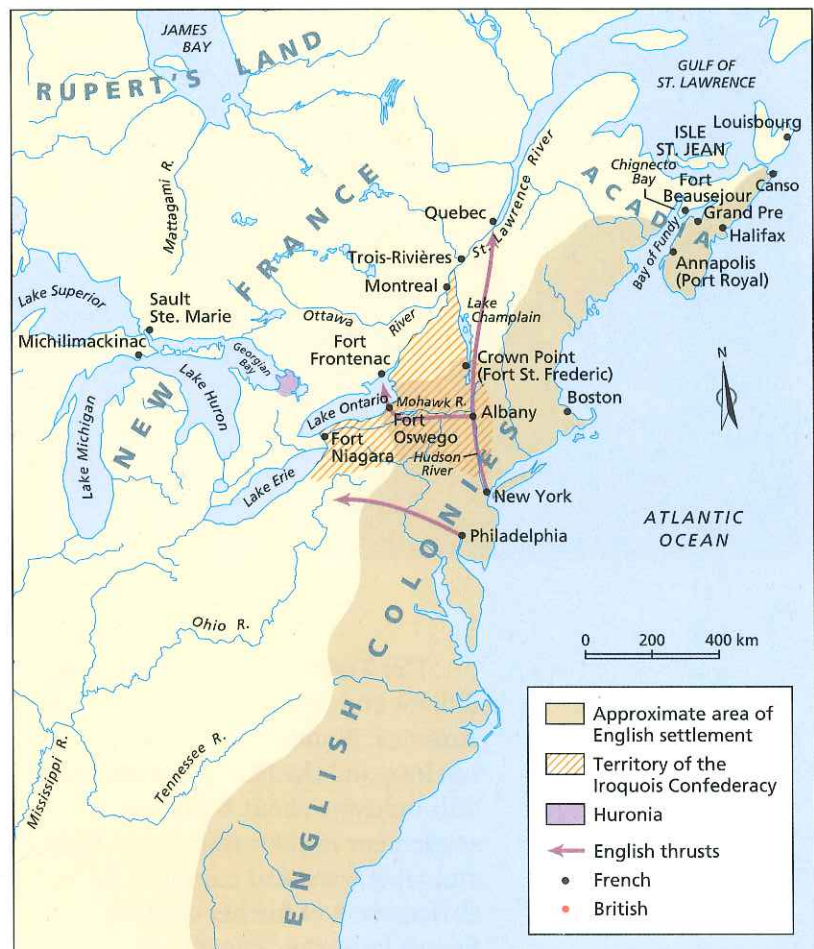 JAMES
BAY
RUPERT'S LAND
GULF OF
ST. LAWRENCE
Louisbourg
ISLE
ST. JEAN
Chignecto
Bay
Fort
Beausejour
Canso
ACADIA
Grand Pre
Halifax
Bay of Fundy
Annapolis
(Port Royal)
Mattagami R.
NEW FRANCE
Quebec
St. Lawrence River
Trois-Rivières
Montreal
Lake Superior
Sault
Ste. Marie
Ottawa
River
Lake
Champlain
Michilimackinac
Georgian
Bay
Fort
Frontenac
Crown Point
(Fort St. Frederic)
N
Lake Michigan
Lake Huron
Lake Ontario
Mohawk R.
Albany
Boston
Fort
Oswego
Fort
Niagara
Hudson
River
Lake Erie
New York
Philadelphia
ATLANTIC
OCEAN
ENGLISH COLONIES
Ohio R.
0 200 400 km
Mississippi R.
Tennessee R.
Approximate area of
English settlement
Territory of the
Iroquois Confederacy
Huronia
English thrusts
French
British